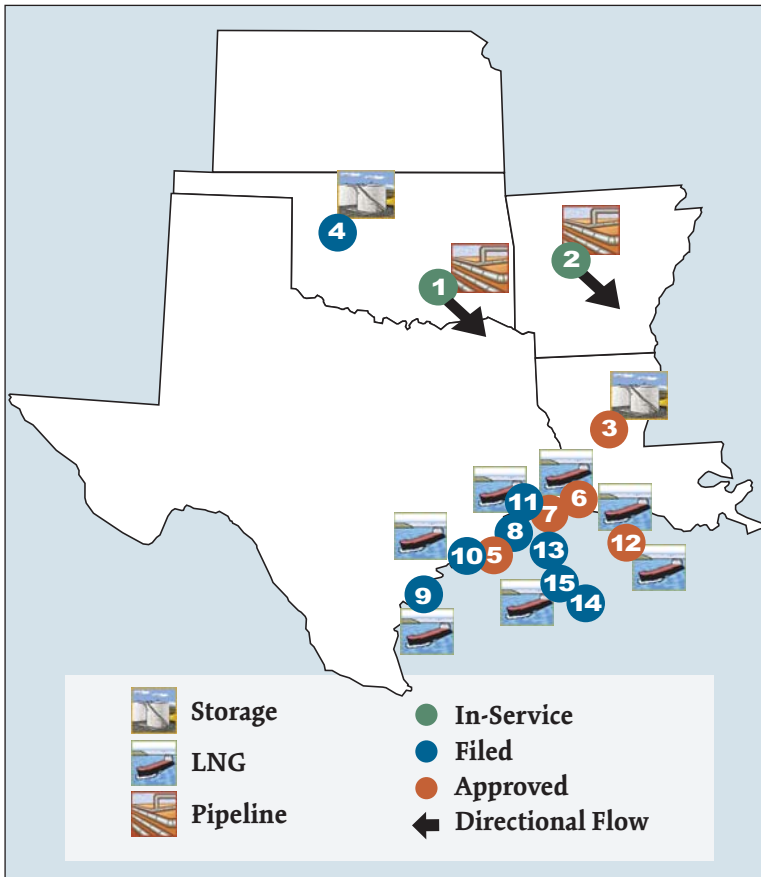 4
2
1
3
6
11
7
8
12
10
5
13
15
9
14
Storage
LNG
Pipeline
In-Service
Filed
Approved
Directional Flow